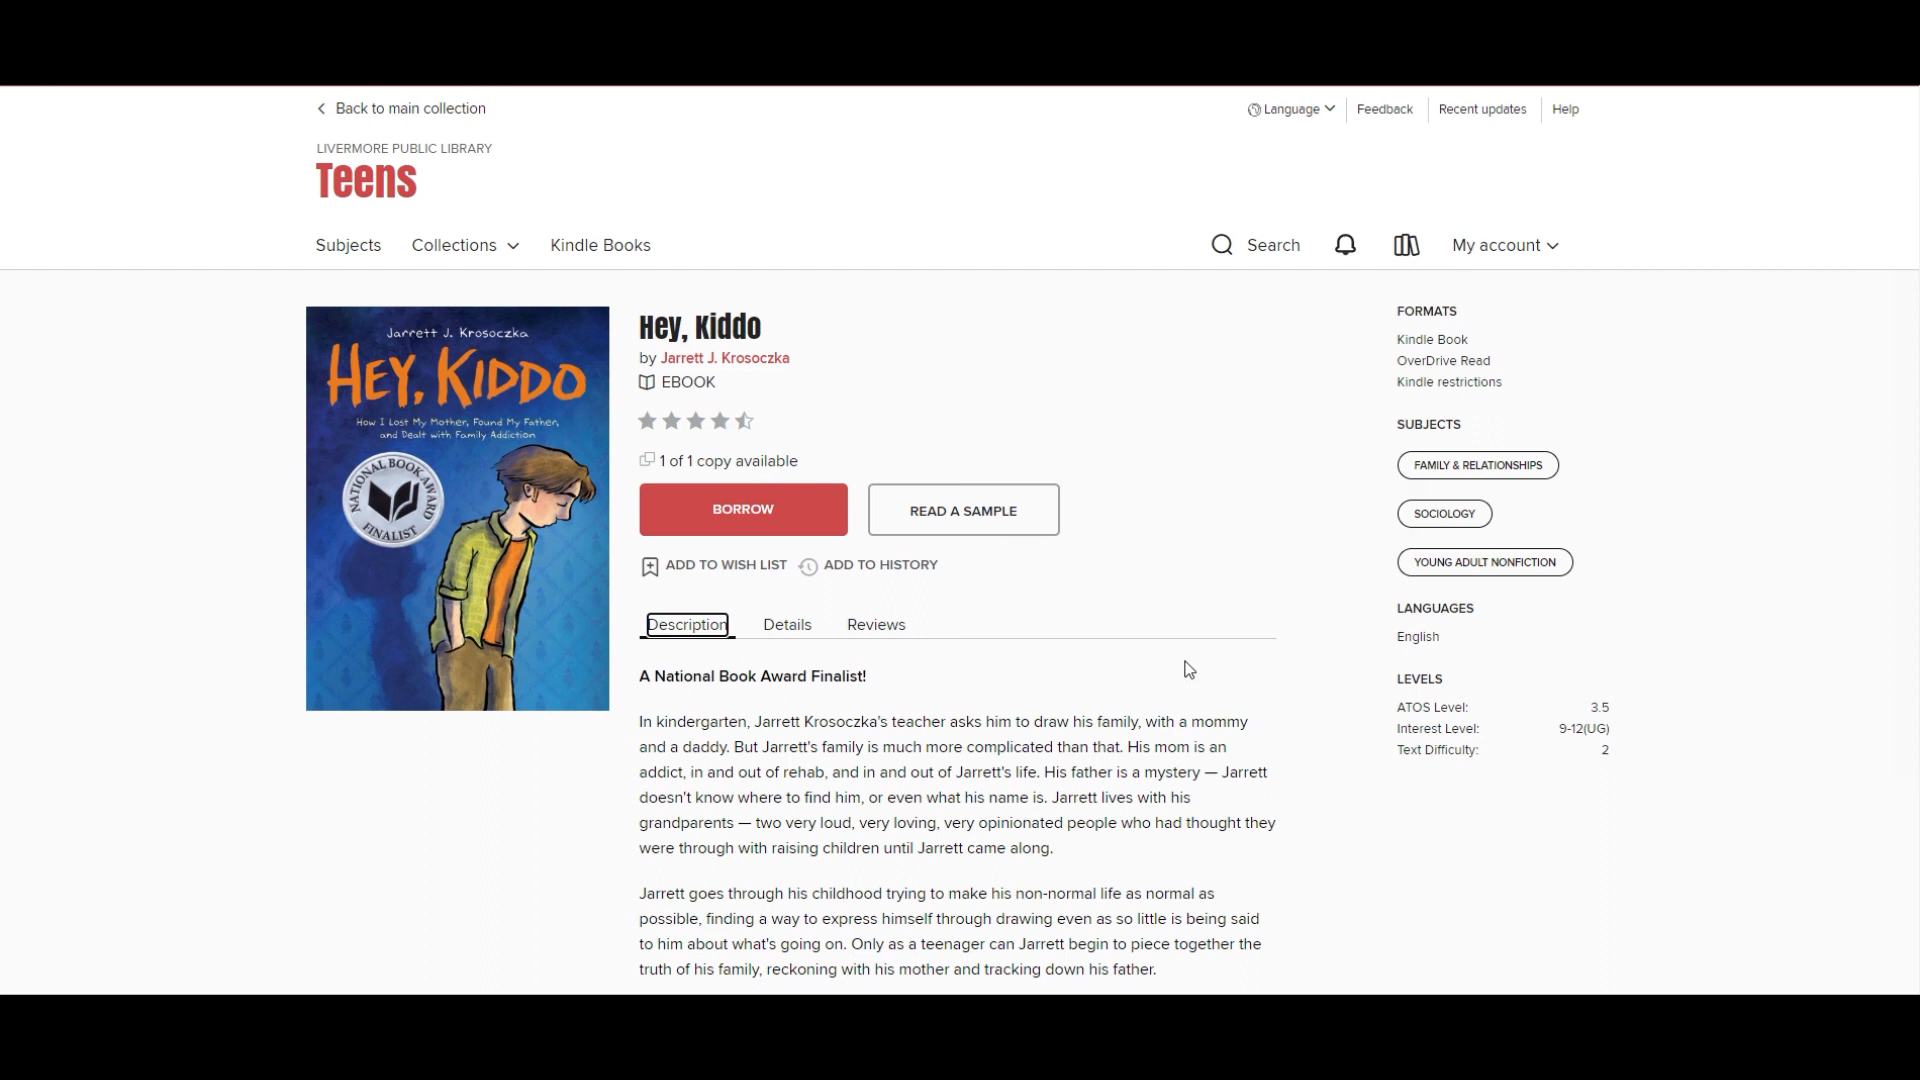 Back to main collection
Language
Feedback
Recent updates
Help
LIVERMORE PUBLIC LIBRARY
Teens
Subjects
Collections
Kindle Books
Search
My account
Jarrett J. Krosoczka
HEY, KIDDO
How I Lost My Mother, Found My Father,
and Dealt with Family Addiction
NATIONAL BOOK AWARD
FINALIST
Hey, Kiddo
by Jarrett J. Krosoczka
EBOOK
1 of 1 copy available
BORROW
READ A SAMPLE
ADD TO WISH LIST
ADD TO HISTORY
Description
Details
Reviews
A National Book Award Finalist!
In kindergarten, Jarrett Krosoczka's teacher asks him to draw his family, with a mommy
and a daddy. But Jarrett's family is much more complicated than that. His mom is an
addict, in and out of rehab, and in and out of Jarrett's life. His father is a mystery — Jarrett
doesn't know where to find him, or even what his name is. Jarrett lives with his
grandparents — two very loud, very loving, very opinionated people who had thought they
were through with raising children until Jarrett came along.
Jarrett goes through his childhood trying to make his non-normal life as normal as
possible, finding a way to express himself through drawing even as so little is being said
to him about what's going on. Only as a teenager can Jarrett begin to piece together the
truth of his family, reckoning with his mother and tracking down his father.
FORMATS
Kindle Book
OverDrive Read
Kindle restrictions
SUBJECTS
FAMILY & RELATIONSHIPS
SOCIOLOGY
YOUNG ADULT NONFICTION
LANGUAGES
English
LEVELS
ATOS Level: 3.5
Interest Level: 9-12(UG)
Text Difficulty: 2